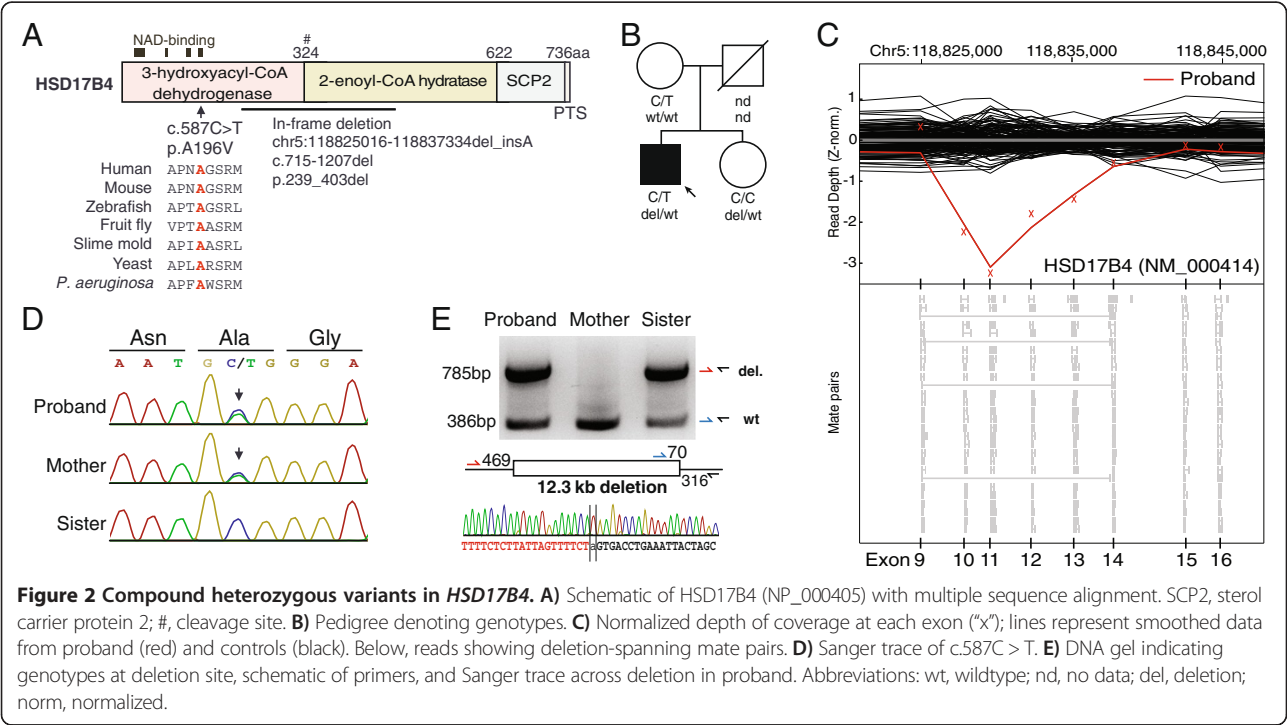 A
NAD-binding
#
324
622
736aa
HSD17B4
3-hydroxyacyl-CoA
dehydrogenase
2-enoyl-CoA hydratase
SCP2
PTS
c.587C>T
p.A196V
In-frame deletion
chr5:118825016-118837334del_insA
c.715-1207del
p.239_403del
Human APNAGSRM
Mouse APNAGSRM
Zebrafish APTAGSRL
Fruit fly VPTAASRM
Slime mold APIAASRL
Yeast APLARSRM
P. aeruginosa APFAWSRM
B
C/T
wt/wt
nd
nd
C/T
del/wt
C/C
del/wt
C
Chr5:118,825,000 118,835,000 118,845,000
Proband
Read Depth (Z-norm.)
1
0
-1
-2
-3
HSD17B4 (NM_000414)
Mate pairs
Exon 9 10 11 12 13 14 15 16
D
Asn Ala Gly
A A T G C/T G G G A
Proband
Mother
Sister
E
Proband Mother Sister
785bp
del.
386bp
wt
469
70
316
12.3 kb deletion
TTTTCTCTTATTAGTTTTCTaGTGACCTGAAATTACTAGC
Figure 2 Compound heterozygous variants in HSD17B4. A) Schematic of HSD17B4 (NP_000405) with multiple sequence alignment. SCP2, sterol
carrier protein 2; #, cleavage site. B) Pedigree denoting genotypes. C) Normalized depth of coverage at each exon ("x"); lines represent smoothed data
from proband (red) and controls (black). Below, reads showing deletion-spanning mate pairs. D) Sanger trace of c.587C > T. E) DNA gel indicating
genotypes at deletion site, schematic of primers, and Sanger trace across deletion in proband. Abbreviations: wt, wildtype; nd, no data; del, deletion;
norm, normalized.